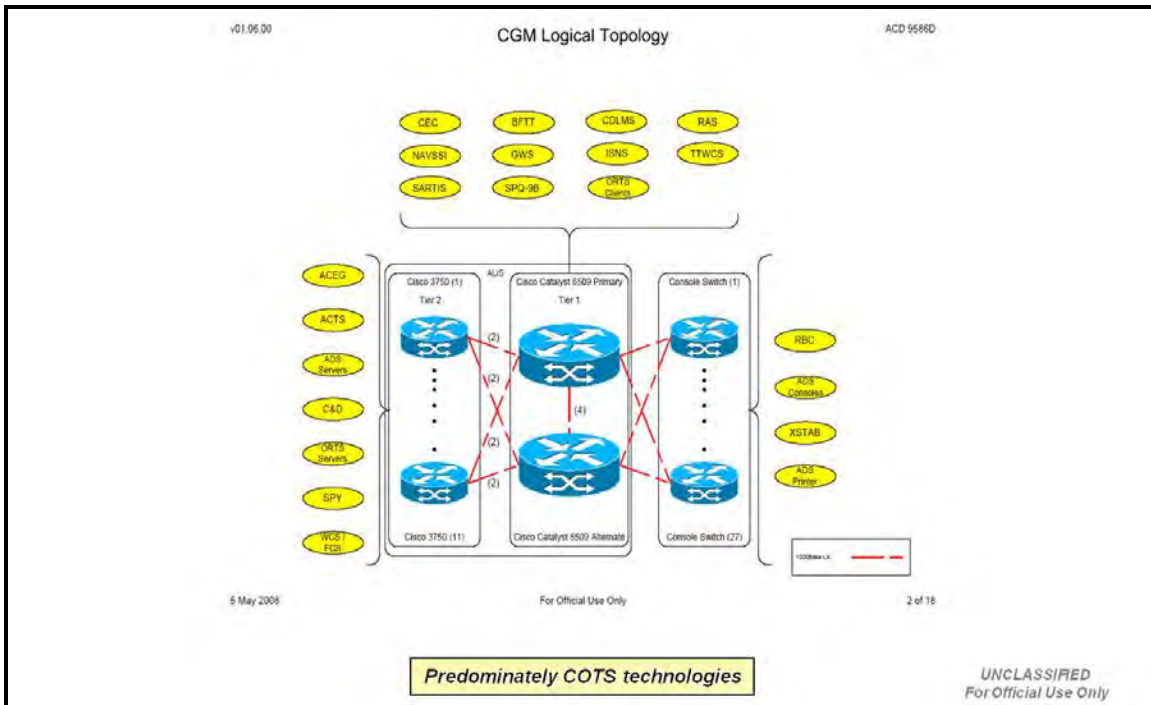 v01.06.00
CGM Logical Topology
ACD 9586D
CEC
BFTT
CDLMS
RAS
NAVSSI
GWS
ISNS
TTWCS
SARTIS
SPQ-9B
ORTS
Clients
ACEG
ACTS
ADS
Servers
C&D
ORTS
Servers
SPY
WCS /
FCS
ALIS
Cisco 3750 (1)
Tier 2
Cisco Catalyst 6509 Primary
Tier 1
Console Switch (1)
(2)
(2)
(4)
(2)
(2)
Cisco 3750 (11)
Cisco Catalyst 6509 Alternate
Console Switch (27)
RBC
ADS
Consoles
XSTAB
ADS
Printer
5 May 2008
For Official Use Only
2 of 18
Predominately COTS technologies
UNCLASSIFIED
For Official Use Only